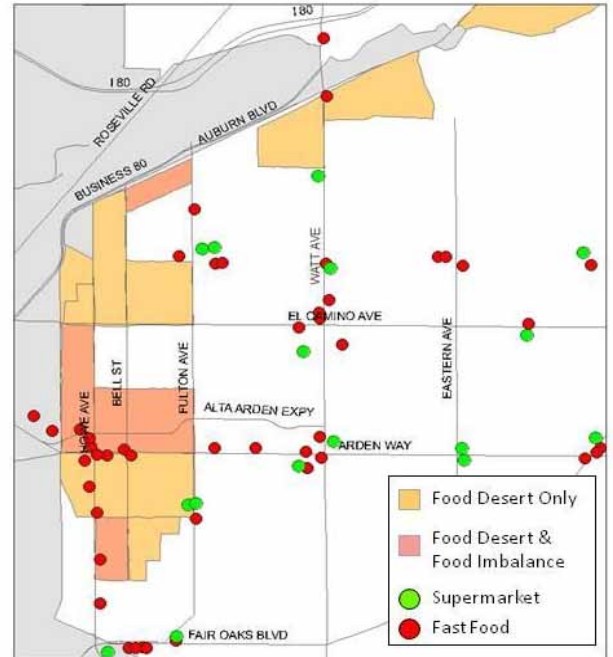 180
180
ROSEVILLE RD
AUBURN BLVD
BUSINESS 80
WATT AVE
EL CAMINO AVE
EASTERN AVE
FULTON AVE
BELL ST
HOWE AVE
ALTA ARDEN EXPY
ARDEN WAY
FAIR OAKS BLVD
Food Desert Only
Food Desert &
Food Imbalance
Supermarket
Fast Food